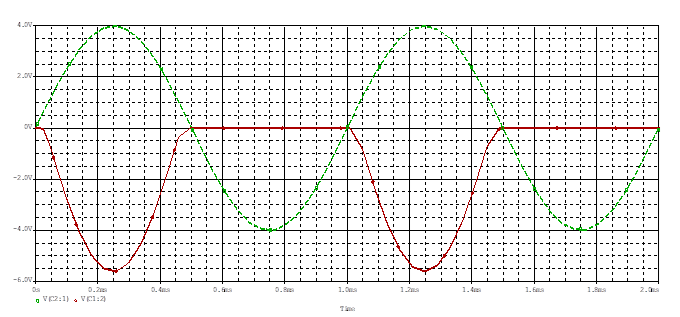 4.0V
2.0V
0V
-2.0V
-4.0V
-6.0V
0s 0.2ms 0.4ms 0.6ms 0.8ms 1.0ms 1.2ms 1.4ms 1.6ms 1.8ms 2.0ms
V(C2:1) V(C1:2)
Time